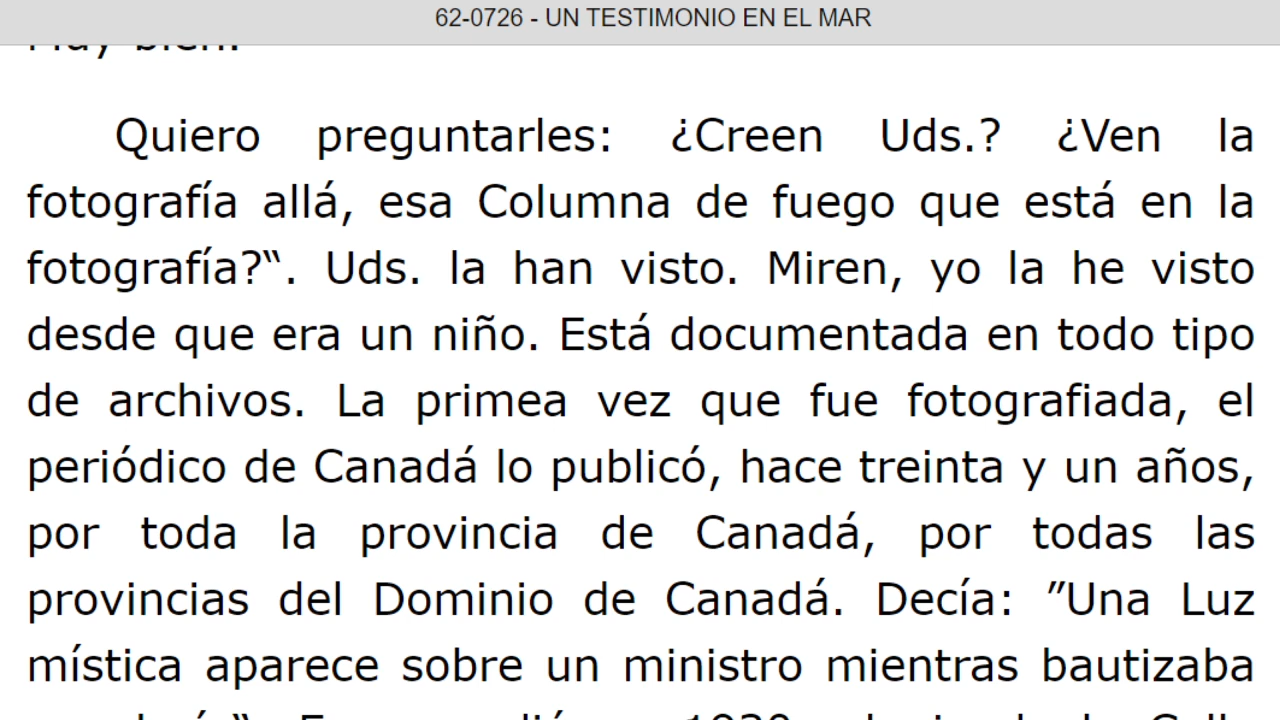 62-0726 - UN TESTIMONIO EN EL MAR
Muy bien.
Quiero preguntarles: ¿Creen Uds.? ¿Ven la
fotografía allá, esa Columna de fuego que está en la
fotografía?“. Uds. la han visto. Miren, yo la he visto
desde que era un niño. Está documentada en todo tipo
de archivos. La primea vez que fue fotografiada, el
periódico de Canadá lo publicó, hace treinta y un años,
por toda la provincia de Canadá, por todas las
provincias del Dominio de Canadá. Decía: ”Una Luz
mística aparece sobre un ministro mientras bautizaba